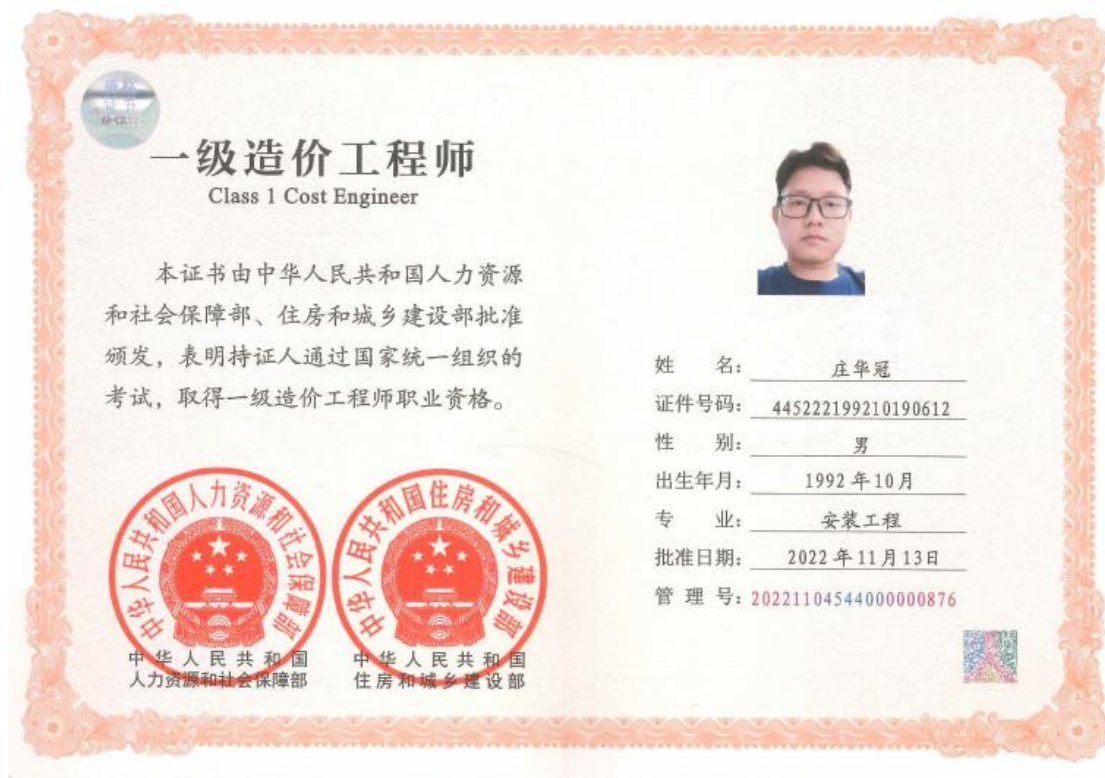 资格
证书
一级造价工程师
Class 1 Cost Engineer
本证书由中华人民共和国人力资源
和社会保障部、住房和城乡建设部批准
颁发，表明持证人通过国家统一组织的
考试，取得一级造价工程师职业资格。
中华人民共和国人力资源和社会保障部
中华人民共和国住房和城乡建设部
中华人民共和国
人力资源和社会保障部
中华人民共和国
住房和城乡建设部
姓 名： 庄华冠
证件号码： 445222199210190612
性 别： 男
出生年月： 1992年10月
专 业： 安装工程
批准日期： 2022年11月13日
管 理 号： 20221104544000000876